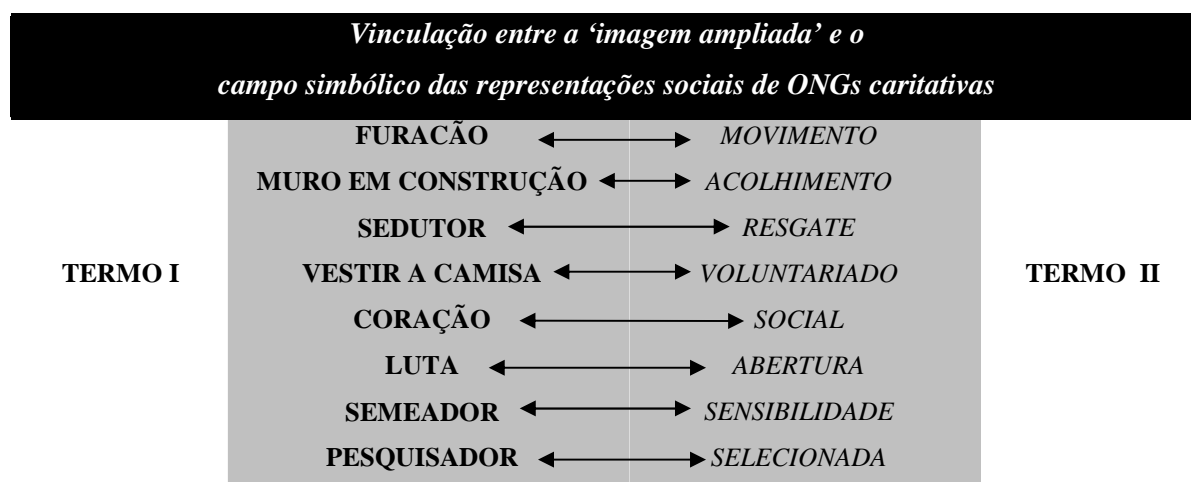 Vinculação entre a ‘imagem ampliada’ e o
campo simbólico das representações sociais de ONGs caritativas
FURACÃO MOVIMENTO
MURO EM CONSTRUÇÃO ACOLHIMENTO
SEDUTOR RESGATE
TERMO I VESTIR A CAMISA VOLUNTARIADO TERMO II
CORAÇÃO SOCIAL
LUTA ABERTURA
SEMEADOR SENSIBILIDADE
PESQUISADOR SELECIONADA